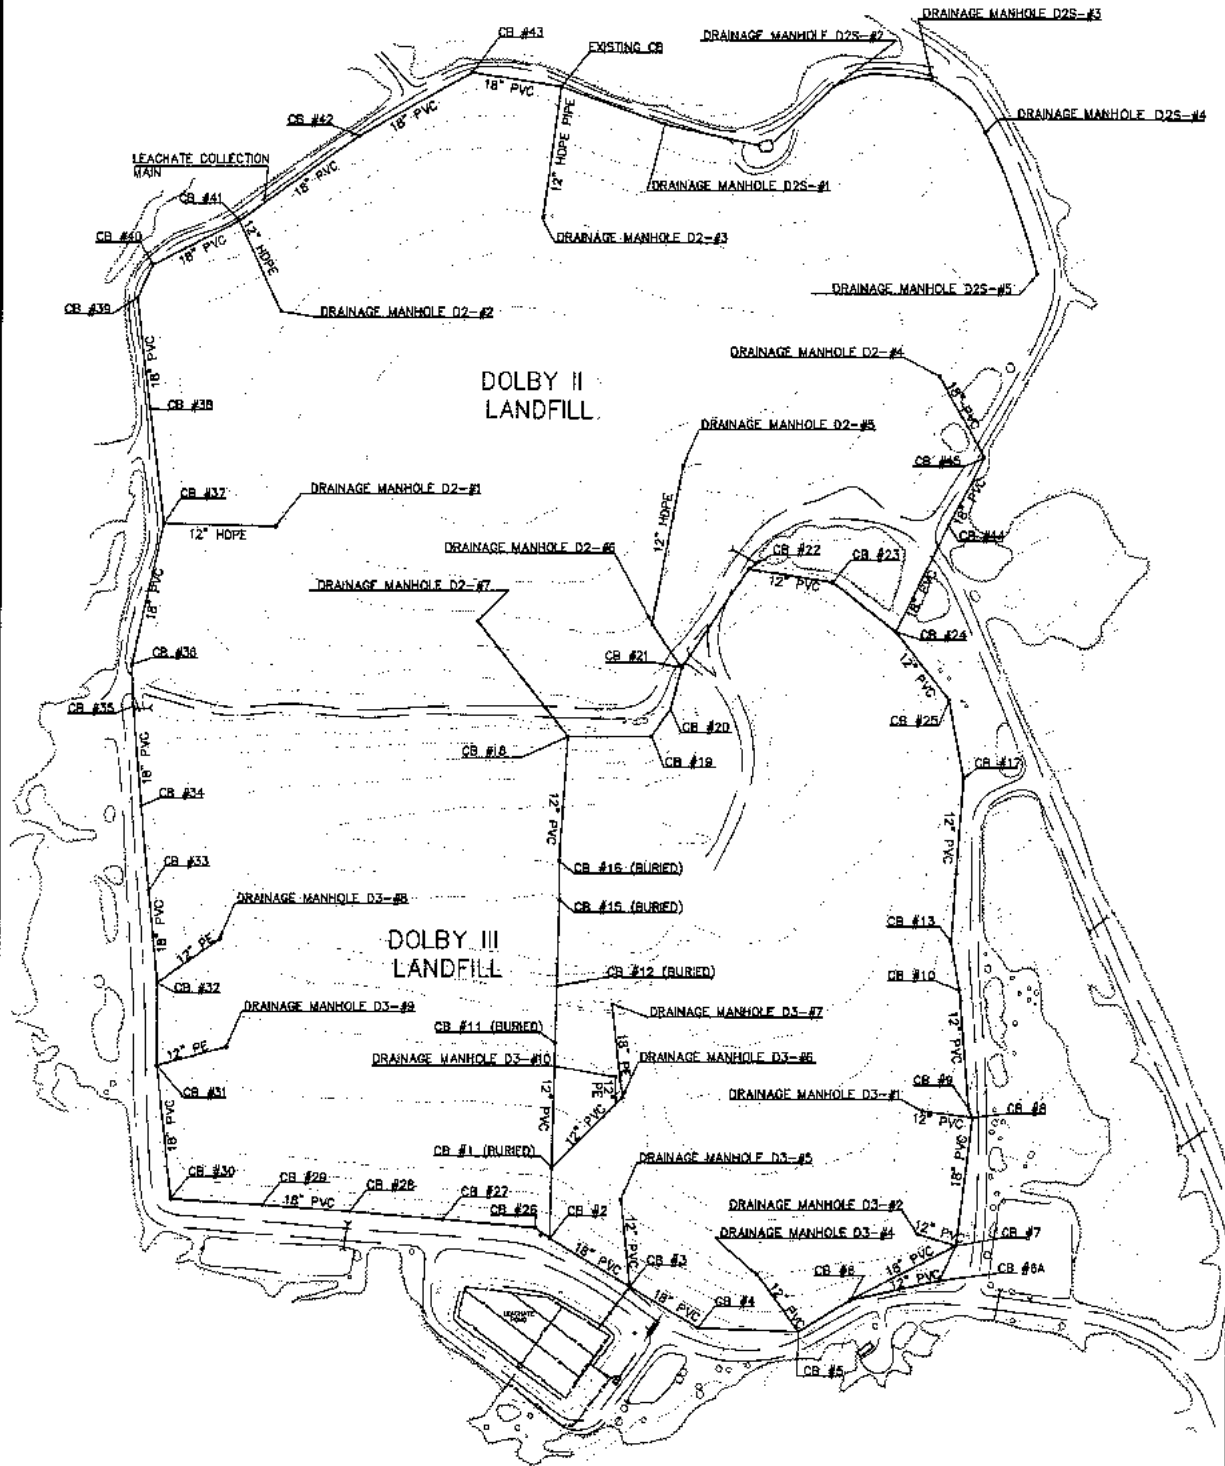 DRAINAGE MANHOLE D2S-#3
CB #43
DRAINAGE MANHOLE D2S-#2
EXISTING CB
18" PVC
CB #42
18" PVC
12" HDPE PIPE
DRAINAGE MANHOLE D2S-#4
LEACHATE COLLECTION
MAIN
18" PVC
DRAINAGE MANHOLE D2S-#1
CB #41
CB #40
18" PVC
12" HDPE
DRAINAGE MANHOLE D2-#3
DRAINAGE MANHOLE D2S-#5
CB #39
DRAINAGE MANHOLE D2-#2
18" PVC
DRAINAGE MANHOLE D2-#4
DOLBY II
LANDFILL
18" PVC
CB #38
DRAINAGE MANHOLE D2-#5
CB #45
CB #37
DRAINAGE MANHOLE D2-#1
18" PVC
12" HDPE
12" HDPE
CB #44
DRAINAGE MANHOLE D2-#6
CB #22
CB #23
12" PVC
DRAINAGE MANHOLE D2-#7
18" PVC
18" PVC
CB #24
CB #36
CB #21
12" PVC
CB #35
CB #20
CB #25
CB #18
CB #19
CB #17
18" PVC
CB #34
12" PVC
12" PVC
CB #33
CB #16 (BURIED)
DRAINAGE MANHOLE D3-#8
CB #15 (BURIED)
CB #13
18" PVC
12" PE
DOLBY III
LANDFILL
CB #12 (BURIED)
CB #10
CB #32
DRAINAGE MANHOLE D3-#9
DRAINAGE MANHOLE D3-#7
CB #11 (BURIED)
12" PVC
12" PE
DRAINAGE MANHOLE D3-#10
18" PE
DRAINAGE MANHOLE D3-#6
CB #31
12" PE
CB #9
DRAINAGE MANHOLE D3-#1
12" PVC
12" PVC
12" PVC
CB #8
CB #1 (BURIED)
DRAINAGE MANHOLE D3-#5
18" PVC
18" PVC
CB #30
CB #29
18" PVC
CB #28
CB #27
CB #26
CB #2
DRAINAGE MANHOLE D3-#2
DRAINAGE MANHOLE D3-#4
12" PVC
CB #7
18" PVC
12" PVC
CB #3
CB #6
18" PVC
12" PVC
CB #6A
18" PVC
CB #4
12" PVC
LEACHATE
POND
CB #5